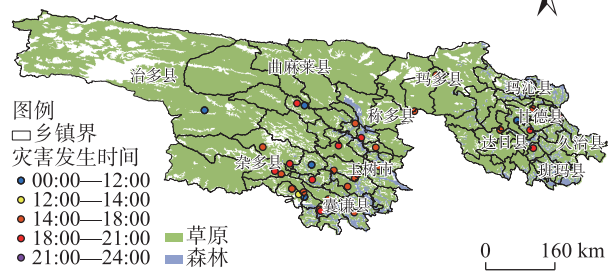 治多县
曲麻莱县
玛多县
玛沁县
称多县
甘德县
达日县
久治县
班玛县
杂多县
玉树市
囊谦县
图例
乡镇界
灾害发生时间
00:00—12:00
12:00—14:00
14:00—18:00
18:00—21:00
21:00—24:00
草原
森林
0 160 km